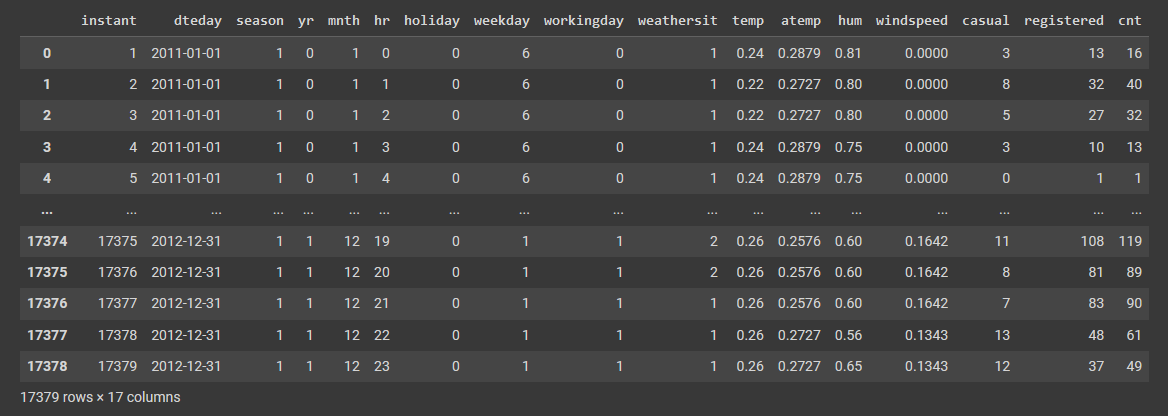 instant dteday season yr mnth hr holiday weekday workingday weathersit temp atemp hum windspeed casual registered cnt
0 1 2011-01-01 1 0 1 0 0 6 0 1 0.24 0.2879 0.81 0.0000 3 13 16
1 2 2011-01-01 1 0 1 1 0 6 0 1 0.22 0.2727 0.80 0.0000 8 32 40
2 3 2011-01-01 1 0 1 2 0 6 0 1 0.22 0.2727 0.80 0.0000 5 27 32
3 4 2011-01-01 1 0 1 3 0 6 0 1 0.24 0.2879 0.75 0.0000 3 10 13
4 5 2011-01-01 1 0 1 4 0 6 0 1 0.24 0.2879 0.75 0.0000 0 1 1
... ... ... ... ... ... ... ... ... ... ... ... ... ... ... ... ... ...
17374 17375 2012-12-31 1 1 12 19 0 1 1 2 0.26 0.2576 0.60 0.1642 11 108 119
17375 17376 2012-12-31 1 1 12 20 0 1 1 2 0.26 0.2576 0.60 0.1642 8 81 89
17376 17377 2012-12-31 1 1 12 21 0 1 1 1 0.26 0.2576 0.60 0.1642 7 83 90
17377 17378 2012-12-31 1 1 12 22 0 1 1 1 0.26 0.2727 0.56 0.1343 13 48 61
17378 17379 2012-12-31 1 1 12 23 0 1 1 1 0.26 0.2727 0.65 0.1343 12 37 49
17379 rows × 17 columns